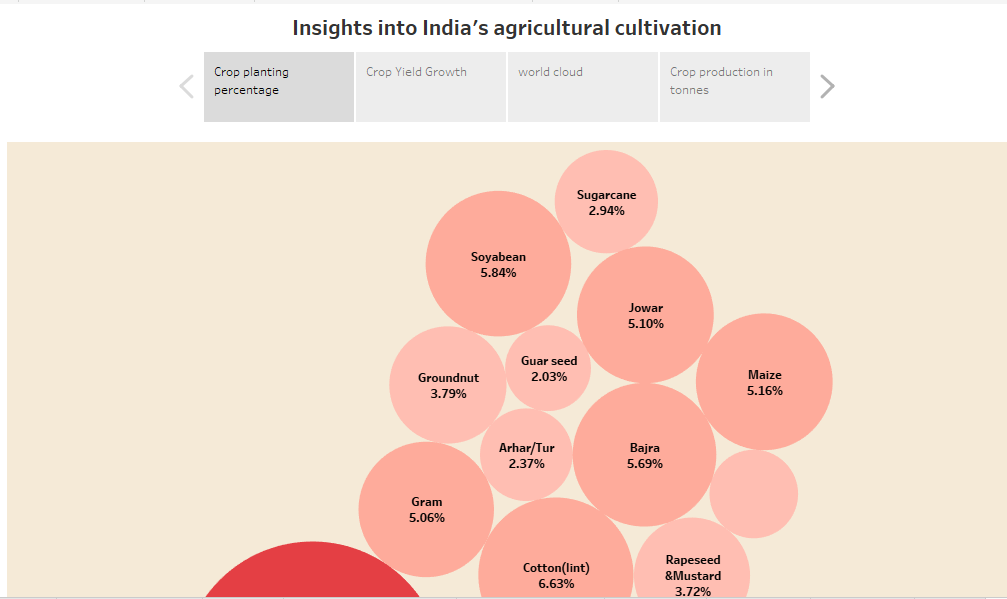 Insights into India's agricultural cultivation
Crop planting
percentage
Crop Yield Growth
world cloud
Crop production in
tonnes
Sugarcane
2.94%
Soyabean
5.84%
Jowar
5.10%
Guar seed
2.03%
Groundnut
3.79%
Maize
5.16%
Arhar/Tur
2.37%
Bajra
5.69%
Gram
5.06%
Cotton(lint)
6.63%
Rapeseed
&Mustard
3.72%